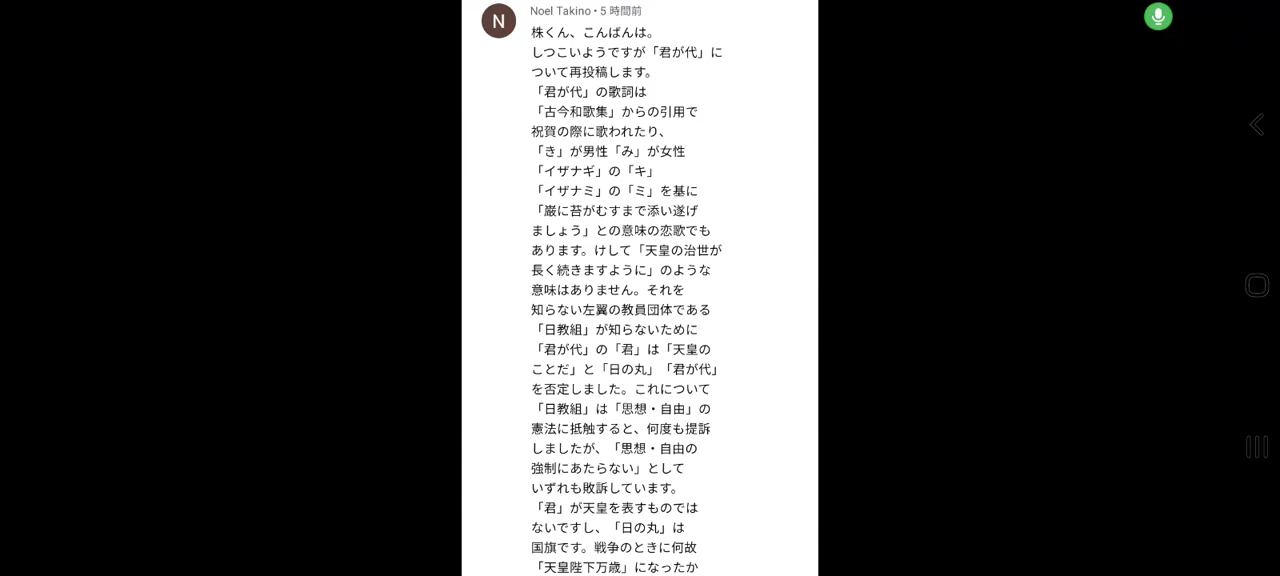 N
Noel Takino • 5 時間前
株くん、こんばんは。
しつこいようですが「君が代」に
ついて再投稿します。
「君が代」の歌詞は
「古今和歌集」からの引用で
祝賀の際に歌われたり、
「き」が男性「み」が女性
「イザナギ」の「キ」
「イザナミ」の「ミ」を基に
「巌に苔がむすまで添い遂げ
ましょう」との意味の恋歌でも
あります。けして「天皇の治世が
長く続きますように」のような
意味はありません。それを
知らない左翼の教員団体である
「日教組」が知らないために
「君が代」の「君」は「天皇の
ことだ」と「日の丸」「君が代」
を否定しました。これについて
「日教組」は「思想・自由」の
憲法に抵触すると、何度も提訴
しましたが、「思想・自由の
強制にあたらない」として
いずれも敗訴しています。
「君」が天皇を表すものでは
ないですし、「日の丸」は
国旗です。戦争のときに何故
「天皇陛下万歳」になったか